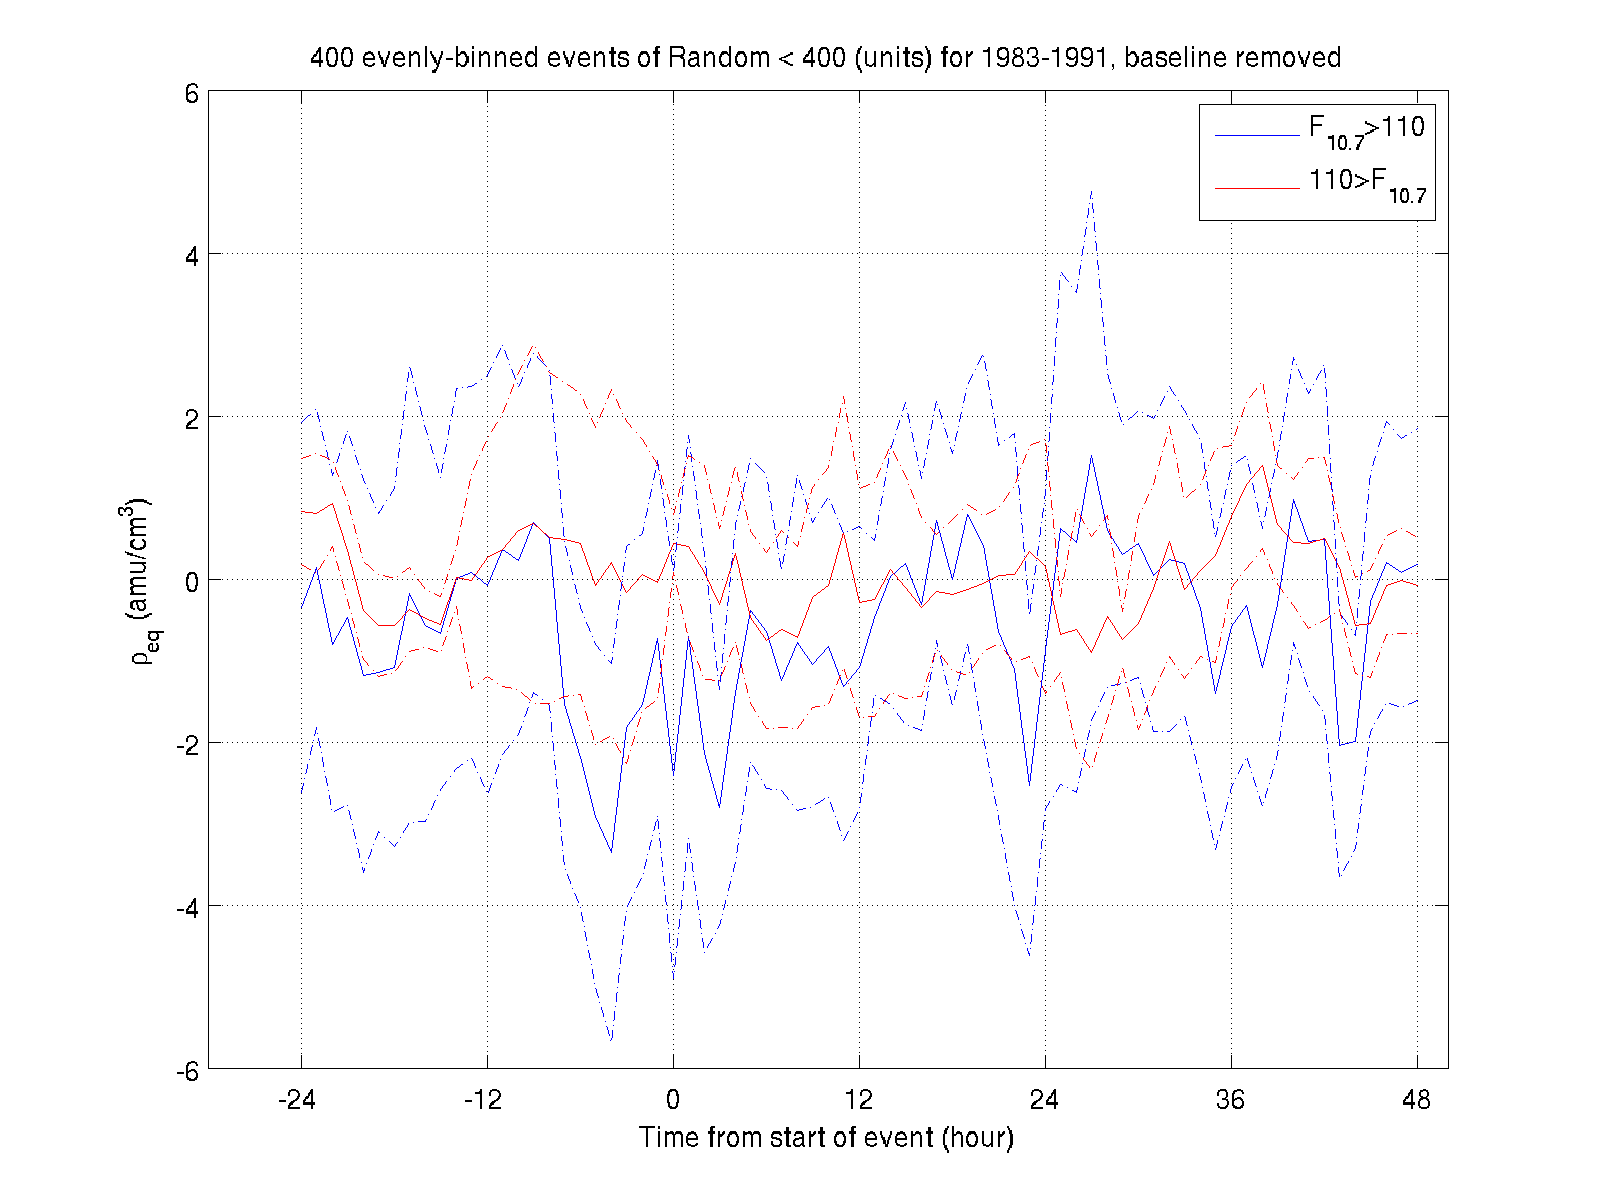 400 evenly-binned events of Random < 400 (units) for 1983-1991, baseline removed
F10.7>110
110>F10.7
6
4
2
0
-2
-4
-6
ρeq (amu/cm³)
-24 -12 0 12 24 36 48
Time from start of event (hour)